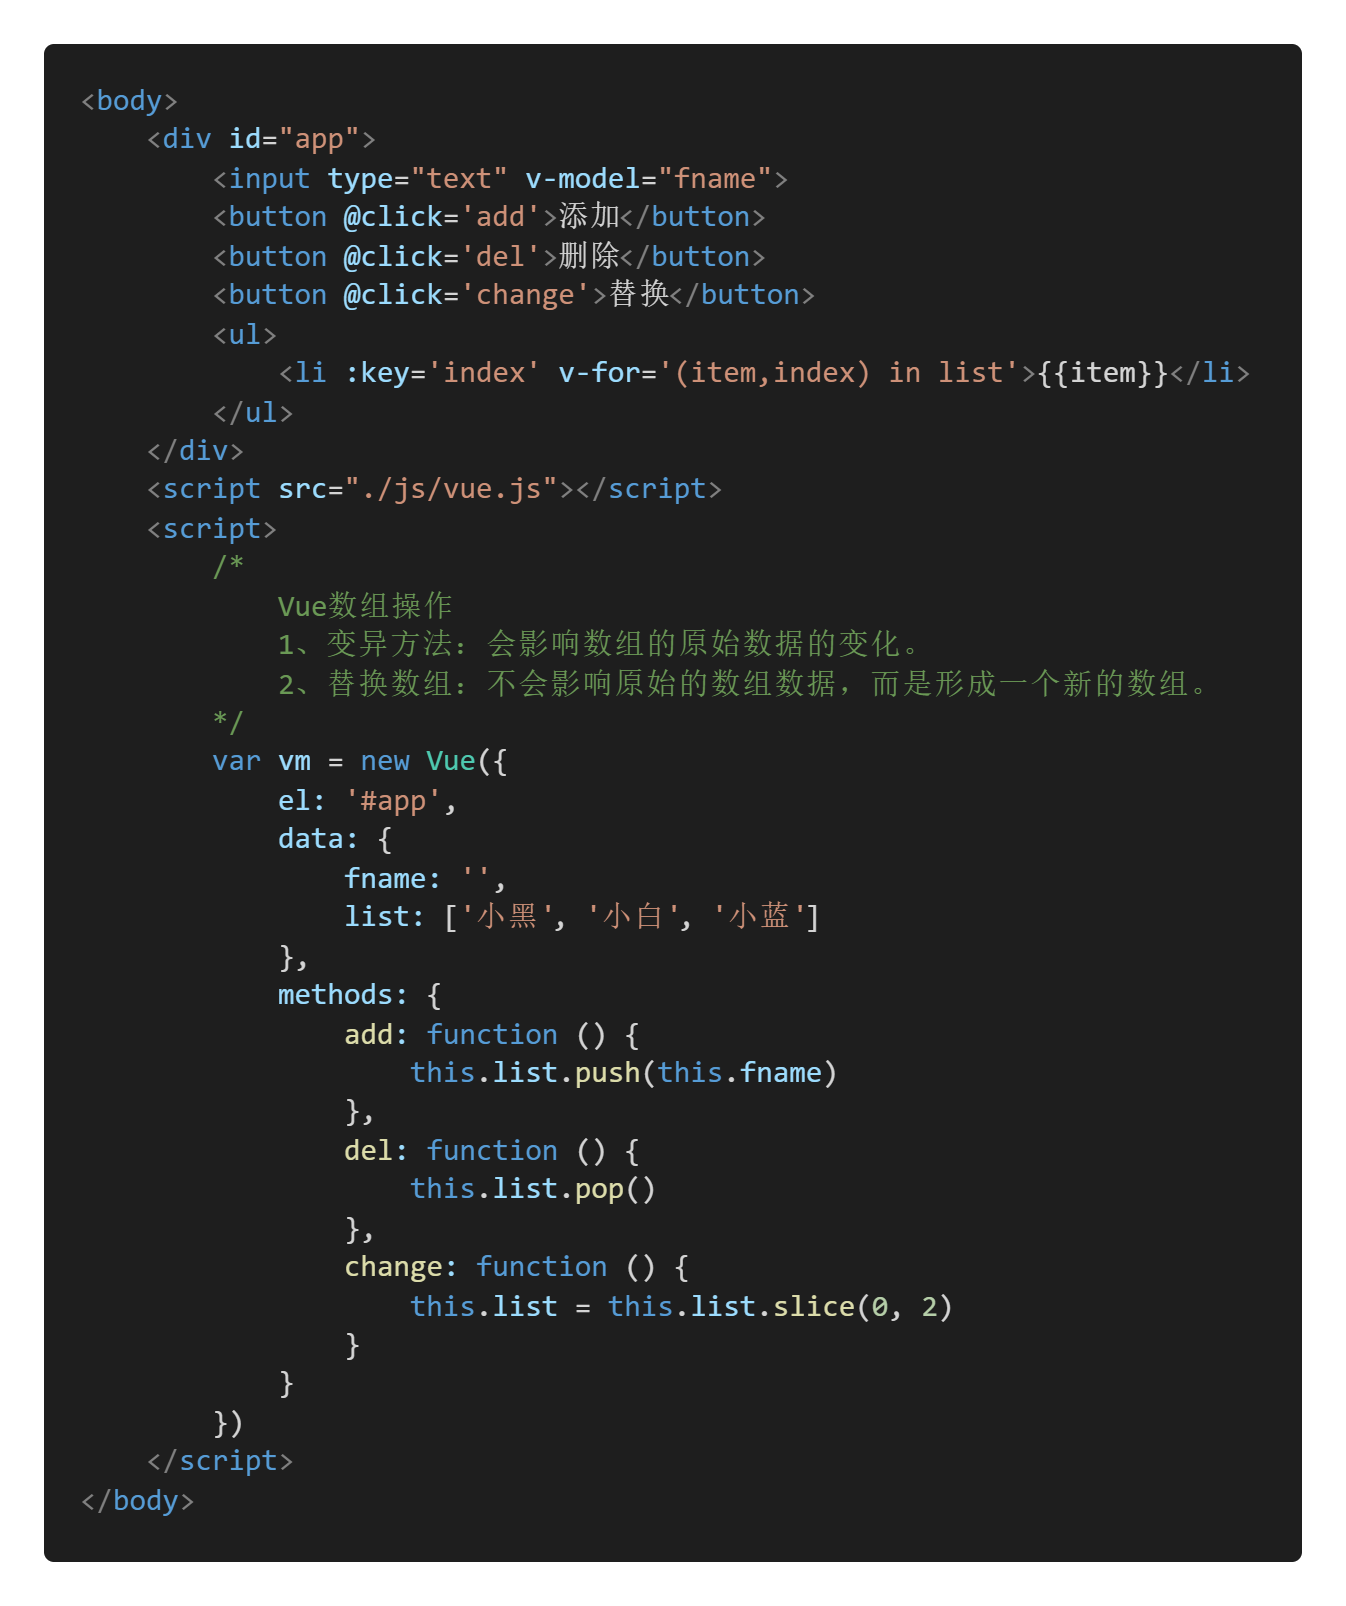 <body>
    <div id="app">
        <input type="text" v-model="fname">
        <button @click='add'>添加</button>
        <button @click='del'>删除</button>
        <button @click='change'>替换</button>
        <ul>
            <li :key='index' v-for='(item,index) in list'>{{item}}</li>
        </ul>
    </div>
    <script src="./js/vue.js"></script>
    <script>
        /*
            Vue数组操作
            1、变异方法：会影响数组的原始数据的变化。
            2、替换数组：不会影响原始的数组数据，而是形成一个新的数组。
        */
        var vm = new Vue({
            el: '#app',
            data: {
                fname: '',
                list: ['小黑', '小白', '小蓝']
            },
            methods: {
                add: function () {
                    this.list.push(this.fname)
                },
                del: function () {
                    this.list.pop()
                },
                change: function () {
                    this.list = this.list.slice(0, 2)
                }
            }
        })
    </script>
</body>